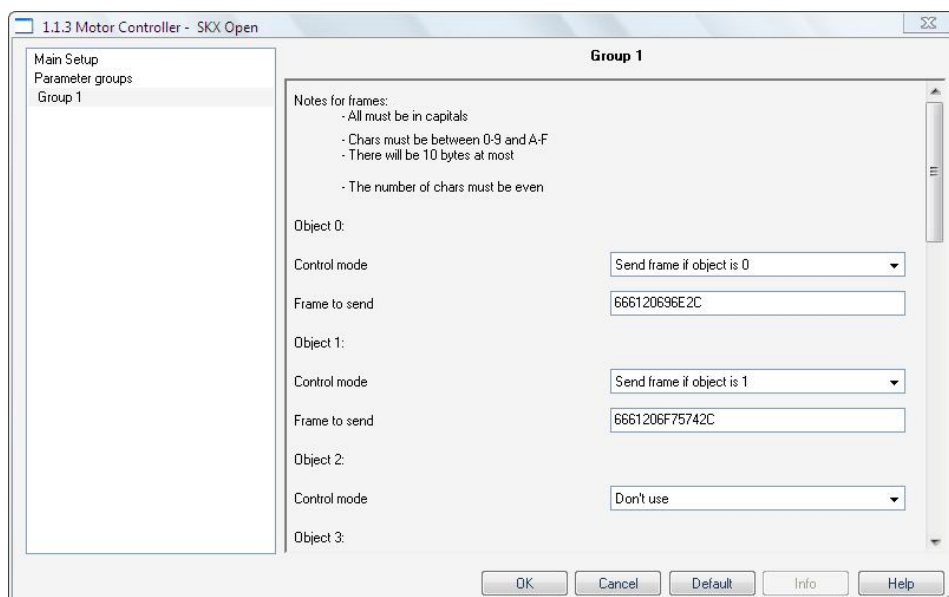 1.1.3 Motor Controller - SKX Open
Main Setup
Parameter groups
Group 1
Group 1
Notes for frames:
- All must be in capitals
- Chars must be between 0-9 and A-F
- There will be 10 bytes at most
- The number of chars must be even
Object 0:
Control mode
Send frame if object is 0
Frame to send
666120696E2C
Object 1:
Control mode
Send frame if object is 1
Frame to send
6661206F75742C
Object 2:
Control mode
Don't use
Object 3:
OK
Cancel
Default
Info
Help